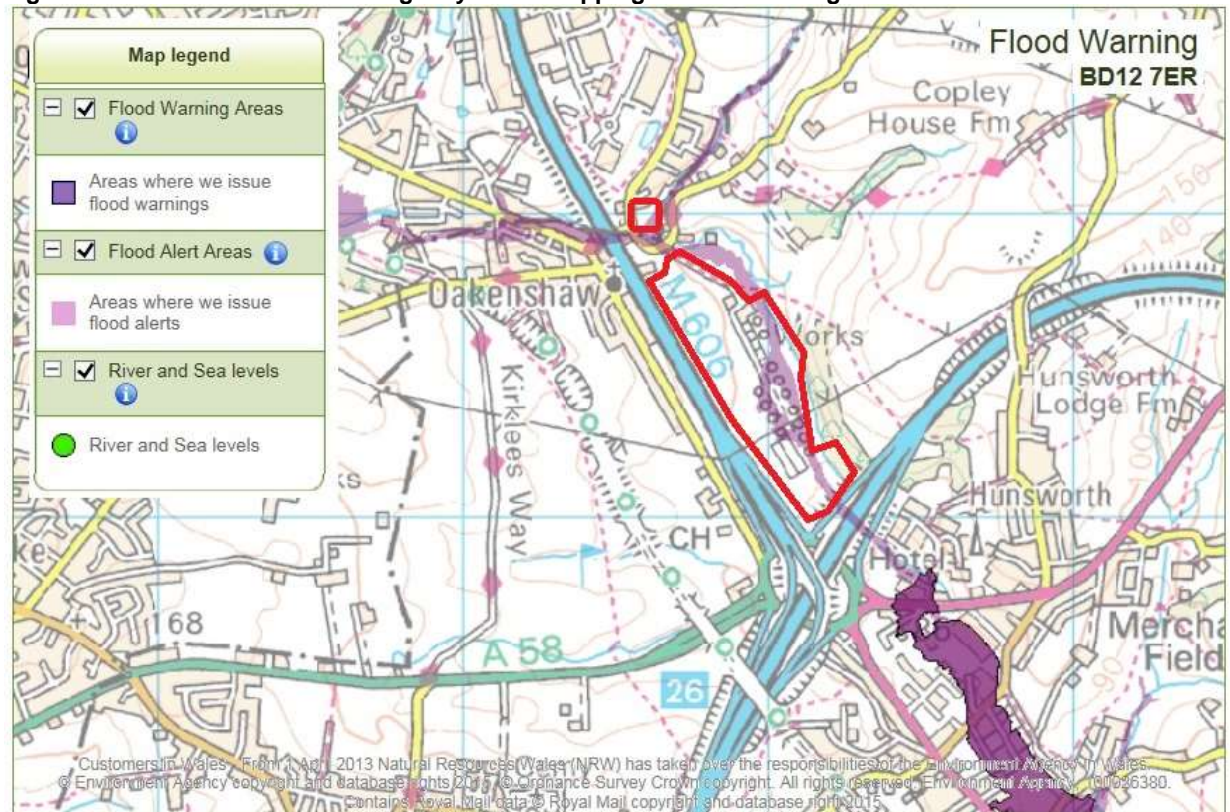 Map legend
Flood Warning Areas
Areas where we issue
flood warnings
Flood Alert Areas
Areas where we issue
flood alerts
River and Sea levels
River and Sea levels
Flood Warning
BD12 7ER
Copley
House Fm
150
140
Oakenshaw
M 606
Works
Hunsworth
Lodge Fm
100
Kirklees Way
Hunsworth
CH
Hotel
168
A 58
26
90
Field
Customers in Wales - From 1 April 2013 Natural Resources Wales (NRW) has taken over the responsibilities of the Environment Agency in Wales.
© Environment Agency copyright and database rights 2015. © Ordnance Survey Crown copyright. All rights reserved. Environment Agency, 100026380.
Contains Royal Mail data © Royal Mail copyright and database right 2015.